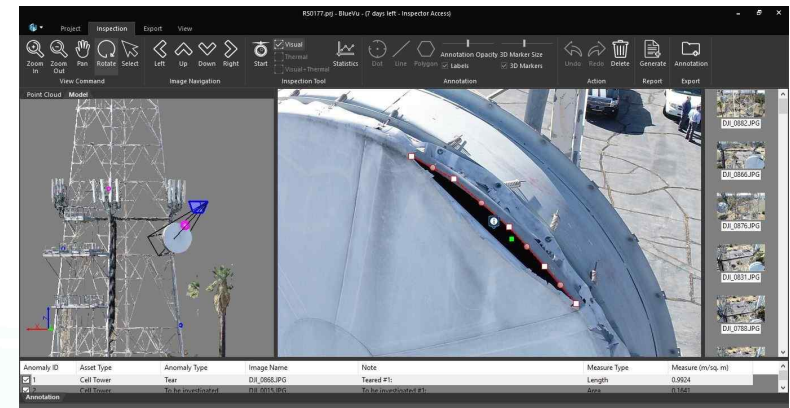 RS0177.prj - BlueVu - (7 days left - Inspector Access)
Project Inspection Export View
Zoom In Zoom Out Pan Rotate Select Left Up Down Right Start Visual Thermal Visual+Thermal Statistics Dot Line Polygon Annotation Opacity 3D Marker Size Labels 3D Markers Undo Redo Delete Generate Annotation
View Command Image Navigation Inspection Tool Annotation Action Report Export
Point Cloud Model
DJI_0882.JPG
DJI_0866.JPG
DJI_0876.JPG
DJI_0831.JPG
DJI_0788.JPG
Anomaly ID Asset Type Anomaly Type Image Name Note Measure Type Measure (m/sq. m)
1 Cell Tower Tear DJI_0868.JPG Teared #1: Length 0.9924
2 Cell Tower To be investigated DJI_0015.JPG To be investigated #1: Area 0.1641
Annotation